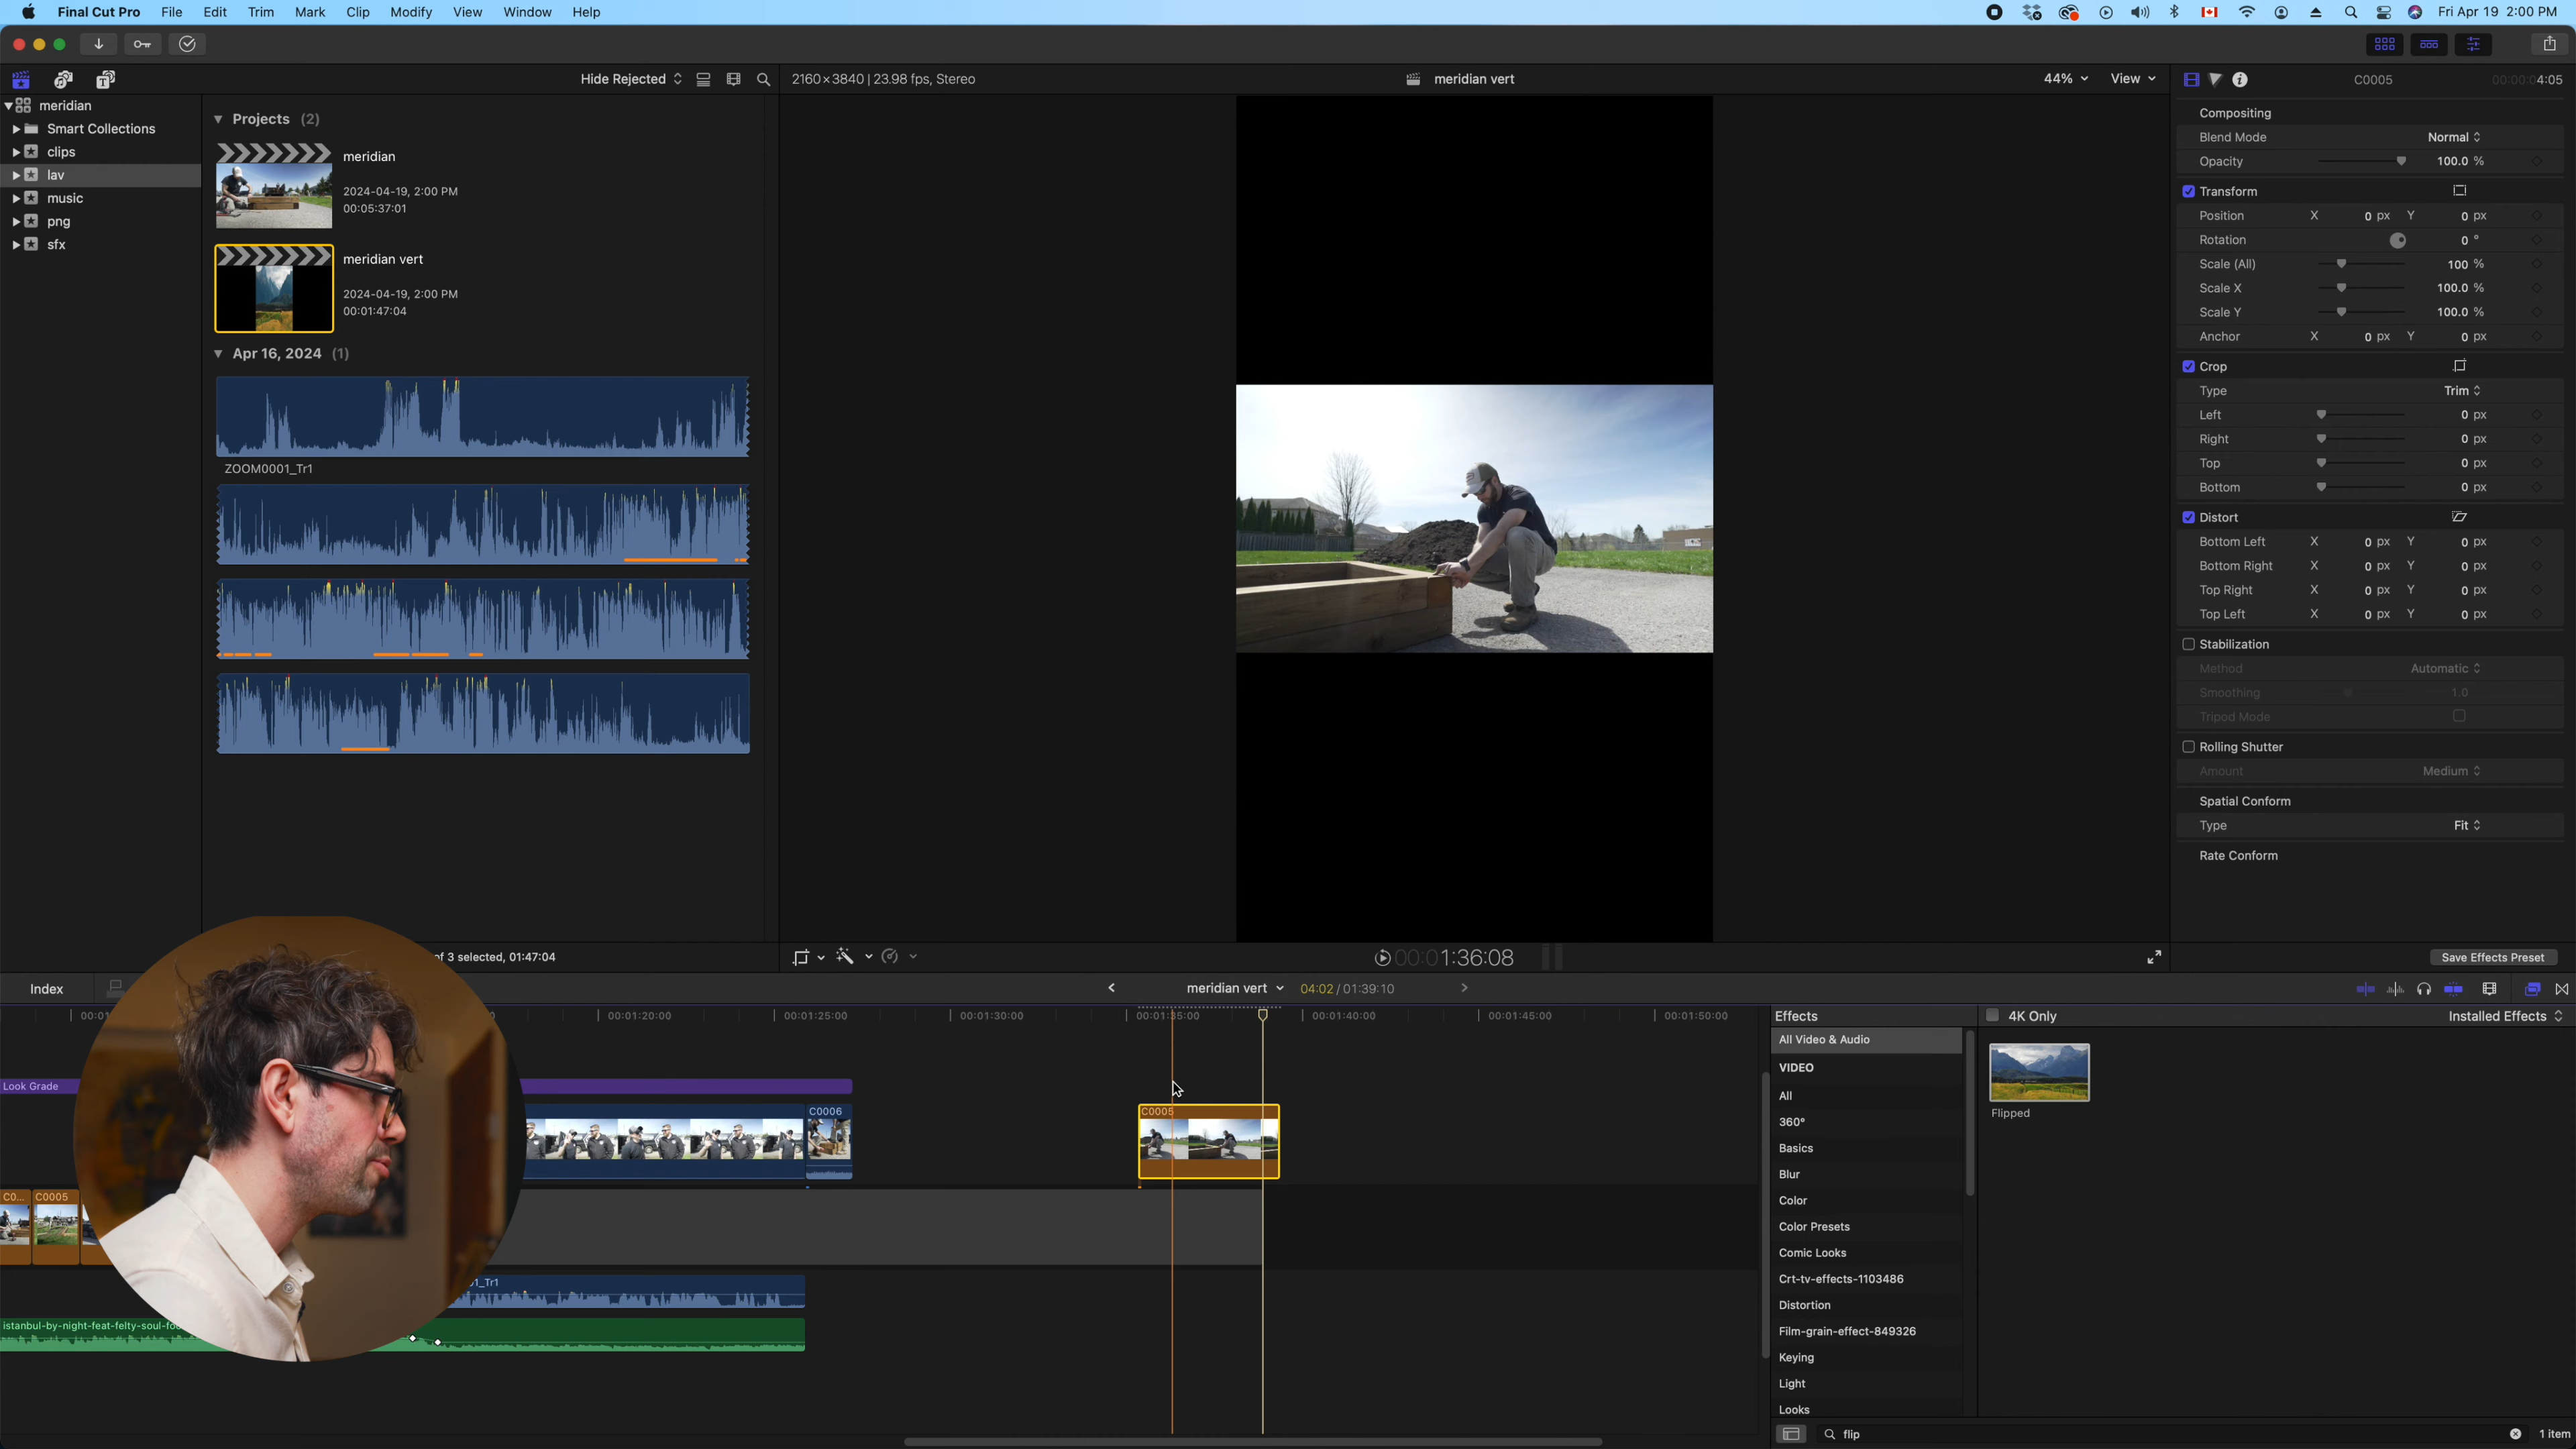 Final Cut Pro File Edit Trim Mark Clip Modify View Window Help Fri Apr 19 2:00 PM
Hide Rejected 2160×3840 | 23.98 fps, Stereo meridian vert 44% View C0005 00:00:04:05
meridian
Smart Collections
clips
lav
music
png
sfx
Projects (2)
meridian
2024-04-19, 2:00 PM
00:05:37:01
meridian vert
2024-04-19, 2:00 PM
00:01:47:04
Apr 16, 2024 (1)
ZOOM0001_Tr1
Compositing
Blend Mode Normal
Opacity 100.0 %
Transform
Position X 0 px Y 0 px
Rotation 0 °
Scale (All) 100 %
Scale X 100.0 %
Scale Y 100.0 %
Anchor X 0 px Y 0 px
Crop
Type Trim
Left 0 px
Right 0 px
Top 0 px
Bottom 0 px
Distort
Bottom Left X 0 px Y 0 px
Bottom Right X 0 px Y 0 px
Top Right X 0 px Y 0 px
Top Left X 0 px Y 0 px
Stabilization
Method Automatic
Smoothing 1.0
Tripod Mode
Rolling Shutter
Amount Medium
Spatial Conform
Type Fit
Rate Conform
of 3 selected, 01:47:04 00:01:36:08 Save Effects Preset
Index meridian vert 04:02 / 01:39:10
00:01:20:00 00:01:25:00 00:01:30:00 00:01:35:00 00:01:40:00 00:01:45:00 00:01:50:00
Look Grade
C0006 C0005
C0... C0005
01_Tr1
istanbul-by-night-feat-felty-soul-fo
Effects 4K Only Installed Effects
All Video & Audio
VIDEO
All
360°
Basics
Blur
Color
Color Presets
Comic Looks
Crt-tv-effects-1103486
Distortion
Film-grain-effect-849326
Keying
Light
Looks
Flipped
flip 1 item